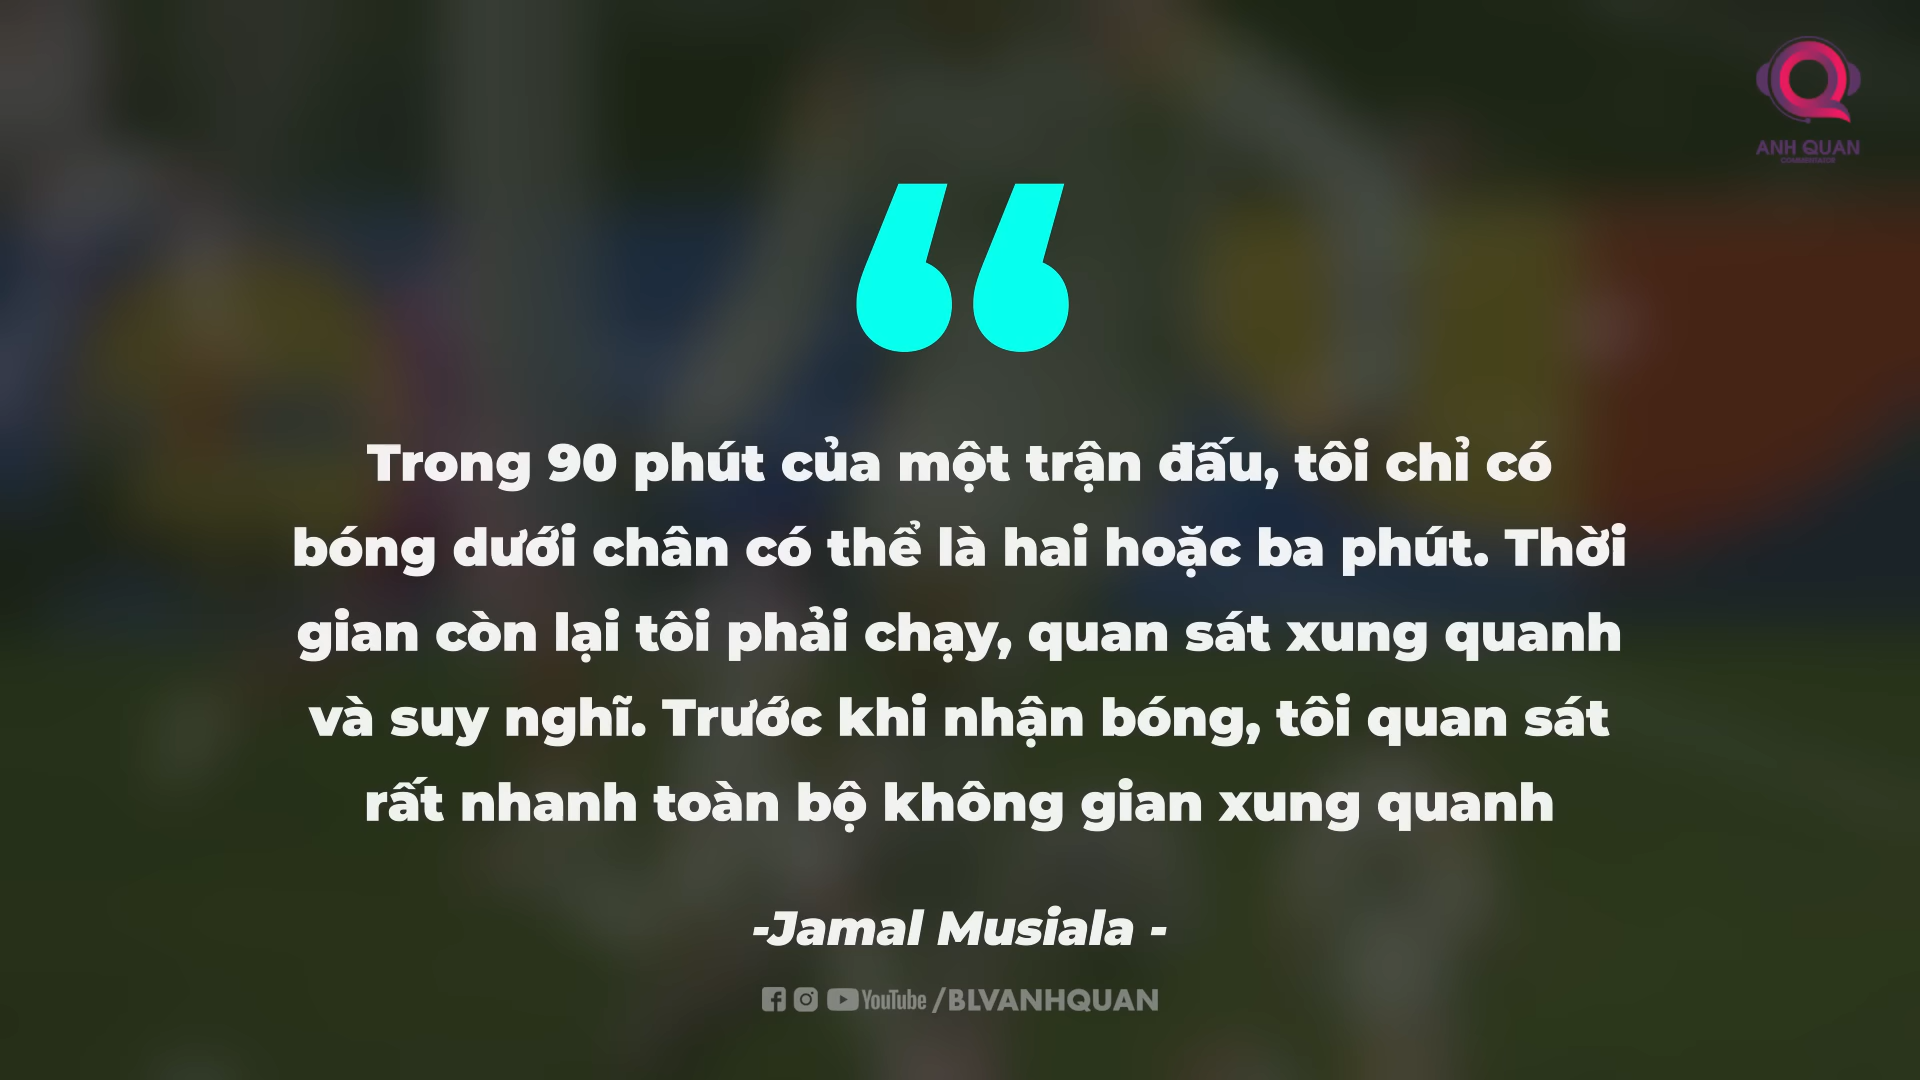 ANH QUAN
COMMENTATOR
“
Trong 90 phút của một trận đấu, tôi chỉ có
bóng dưới chân có thể là hai hoặc ba phút. Thời
gian còn lại tôi phải chạy, quan sát xung quanh
và suy nghĩ. Trước khi nhận bóng, tôi quan sát
rất nhanh toàn bộ không gian xung quanh
-Jamal Musiala -
YouTube /BLVANHQUAN